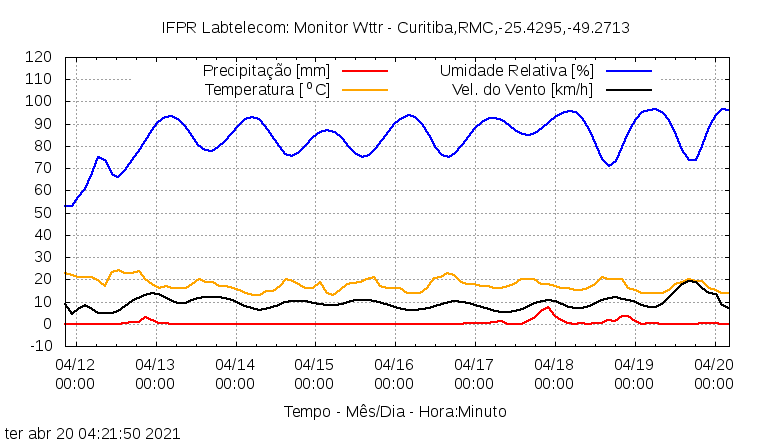 IFPR Labtelecom: Monitor Wttr - Curitiba,RMC,-25.4295,-49.2713
Precipitação [mm]
Temperatura [ ⁰C]
Umidade Relativa [%]
Vel. do Vento [km/h]
120
110
100
90
80
70
60
50
40
30
20
10
0
-10
04/12 04/13 04/14 04/15 04/16 04/17 04/18 04/19 04/20
00:00 00:00 00:00 00:00 00:00 00:00 00:00 00:00 00:00
Tempo - Mês/Dia - Hora:Minuto
ter abr 20 04:21:50 2021